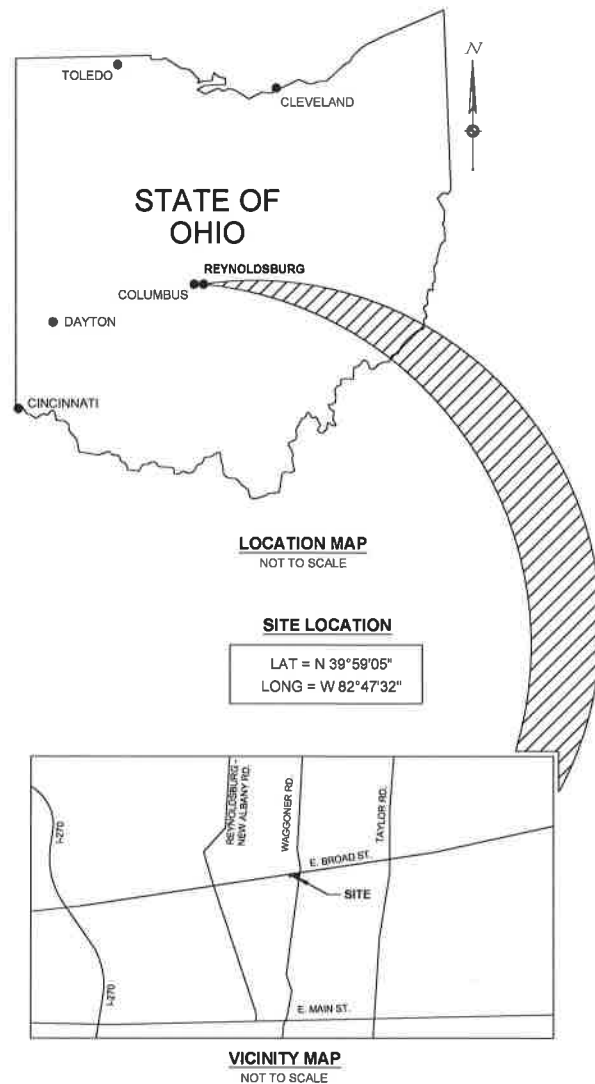 TOLEDO
CLEVELAND
N
STATE OF
OHIO
REYNOLDSBURG
COLUMBUS
DAYTON
CINCINNATI
LOCATION MAP
NOT TO SCALE
SITE LOCATION
LAT = N 39°59'05"
LONG = W 82°47'32"
I-270
REYNOLDSBURG -
NEW ALBANY RD.
WAGGONER RD.
TAYLOR RD.
E. BROAD ST.
SITE
I-270
E. MAIN ST.
VICINITY MAP
NOT TO SCALE